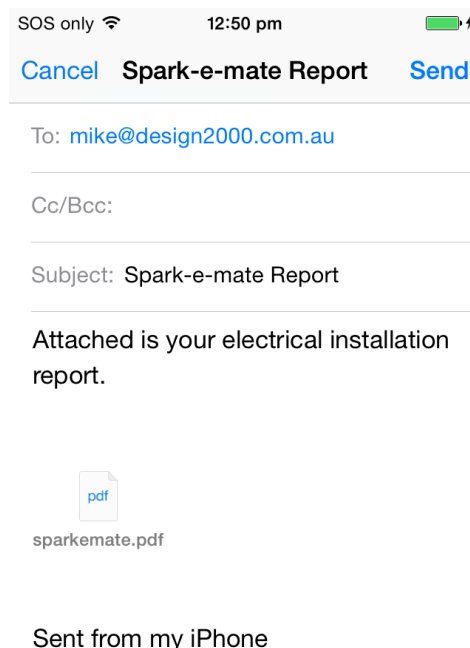 SOS only 12:50 pm
Cancel Spark-e-mate Report Send
To: mike@design2000.com.au
Cc/Bcc:
Subject: Spark-e-mate Report
Attached is your electrical installation
report.
pdf
sparkemate.pdf
Sent from my iPhone